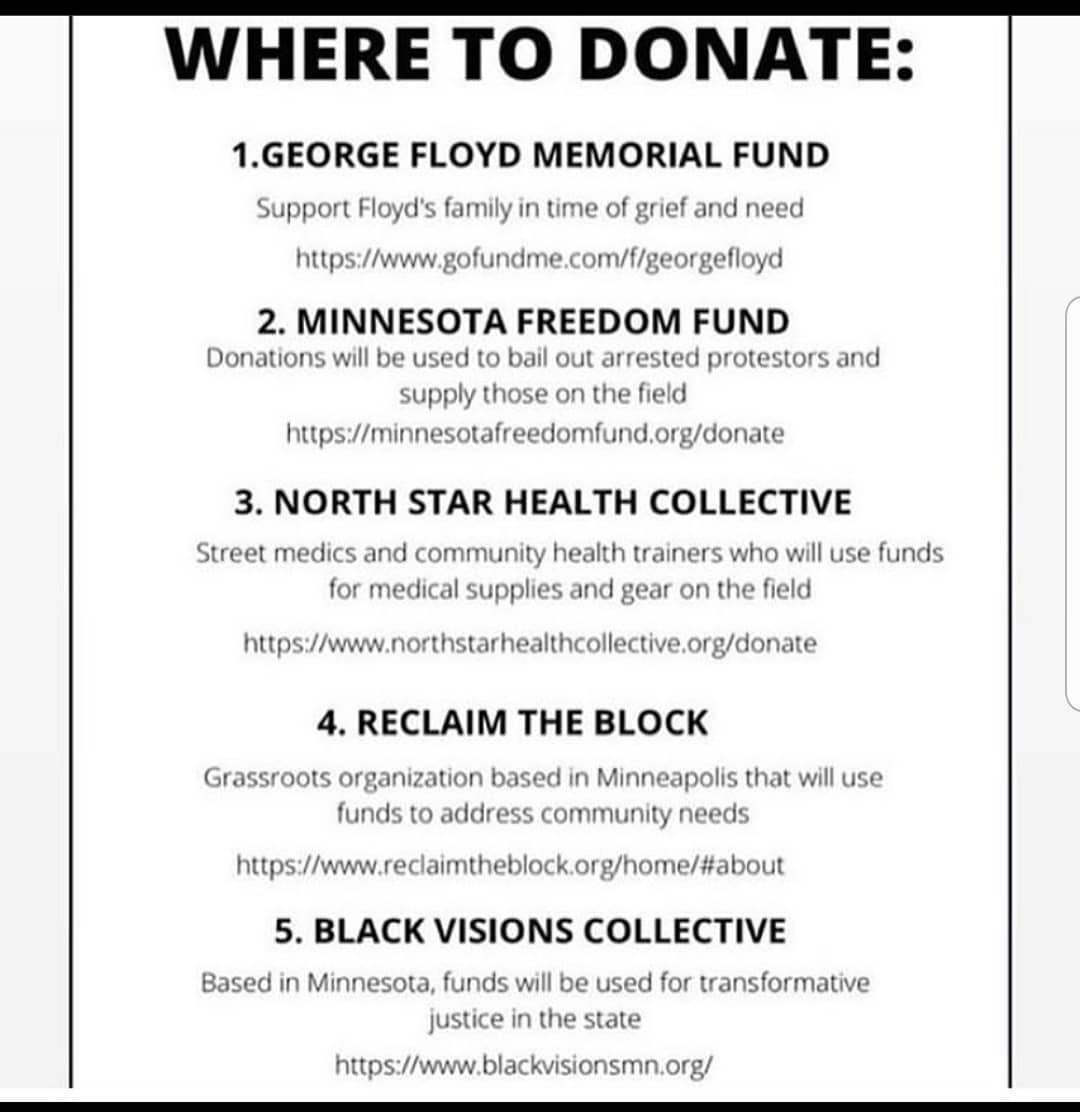 WHERE TO DONATE:
1.GEORGE FLOYD MEMORIAL FUND
Support Floyd's family in time of grief and need
https://www.gofundme.com/f/georgefloyd
2. MINNESOTA FREEDOM FUND
Donations will be used to bail out arrested protestors and
supply those on the field
https://minnesotafreedomfund.org/donate
3. NORTH STAR HEALTH COLLECTIVE
Street medics and community health trainers who will use funds
for medical supplies and gear on the field
https://www.northstarhealthcollective.org/donate
4. RECLAIM THE BLOCK
Grassroots organization based in Minneapolis that will use
funds to address community needs
https://www.reclaimtheblock.org/home/#about
5. BLACK VISIONS COLLECTIVE
Based in Minnesota, funds will be used for transformative
justice in the state
https://www.blackvisionsmn.org/